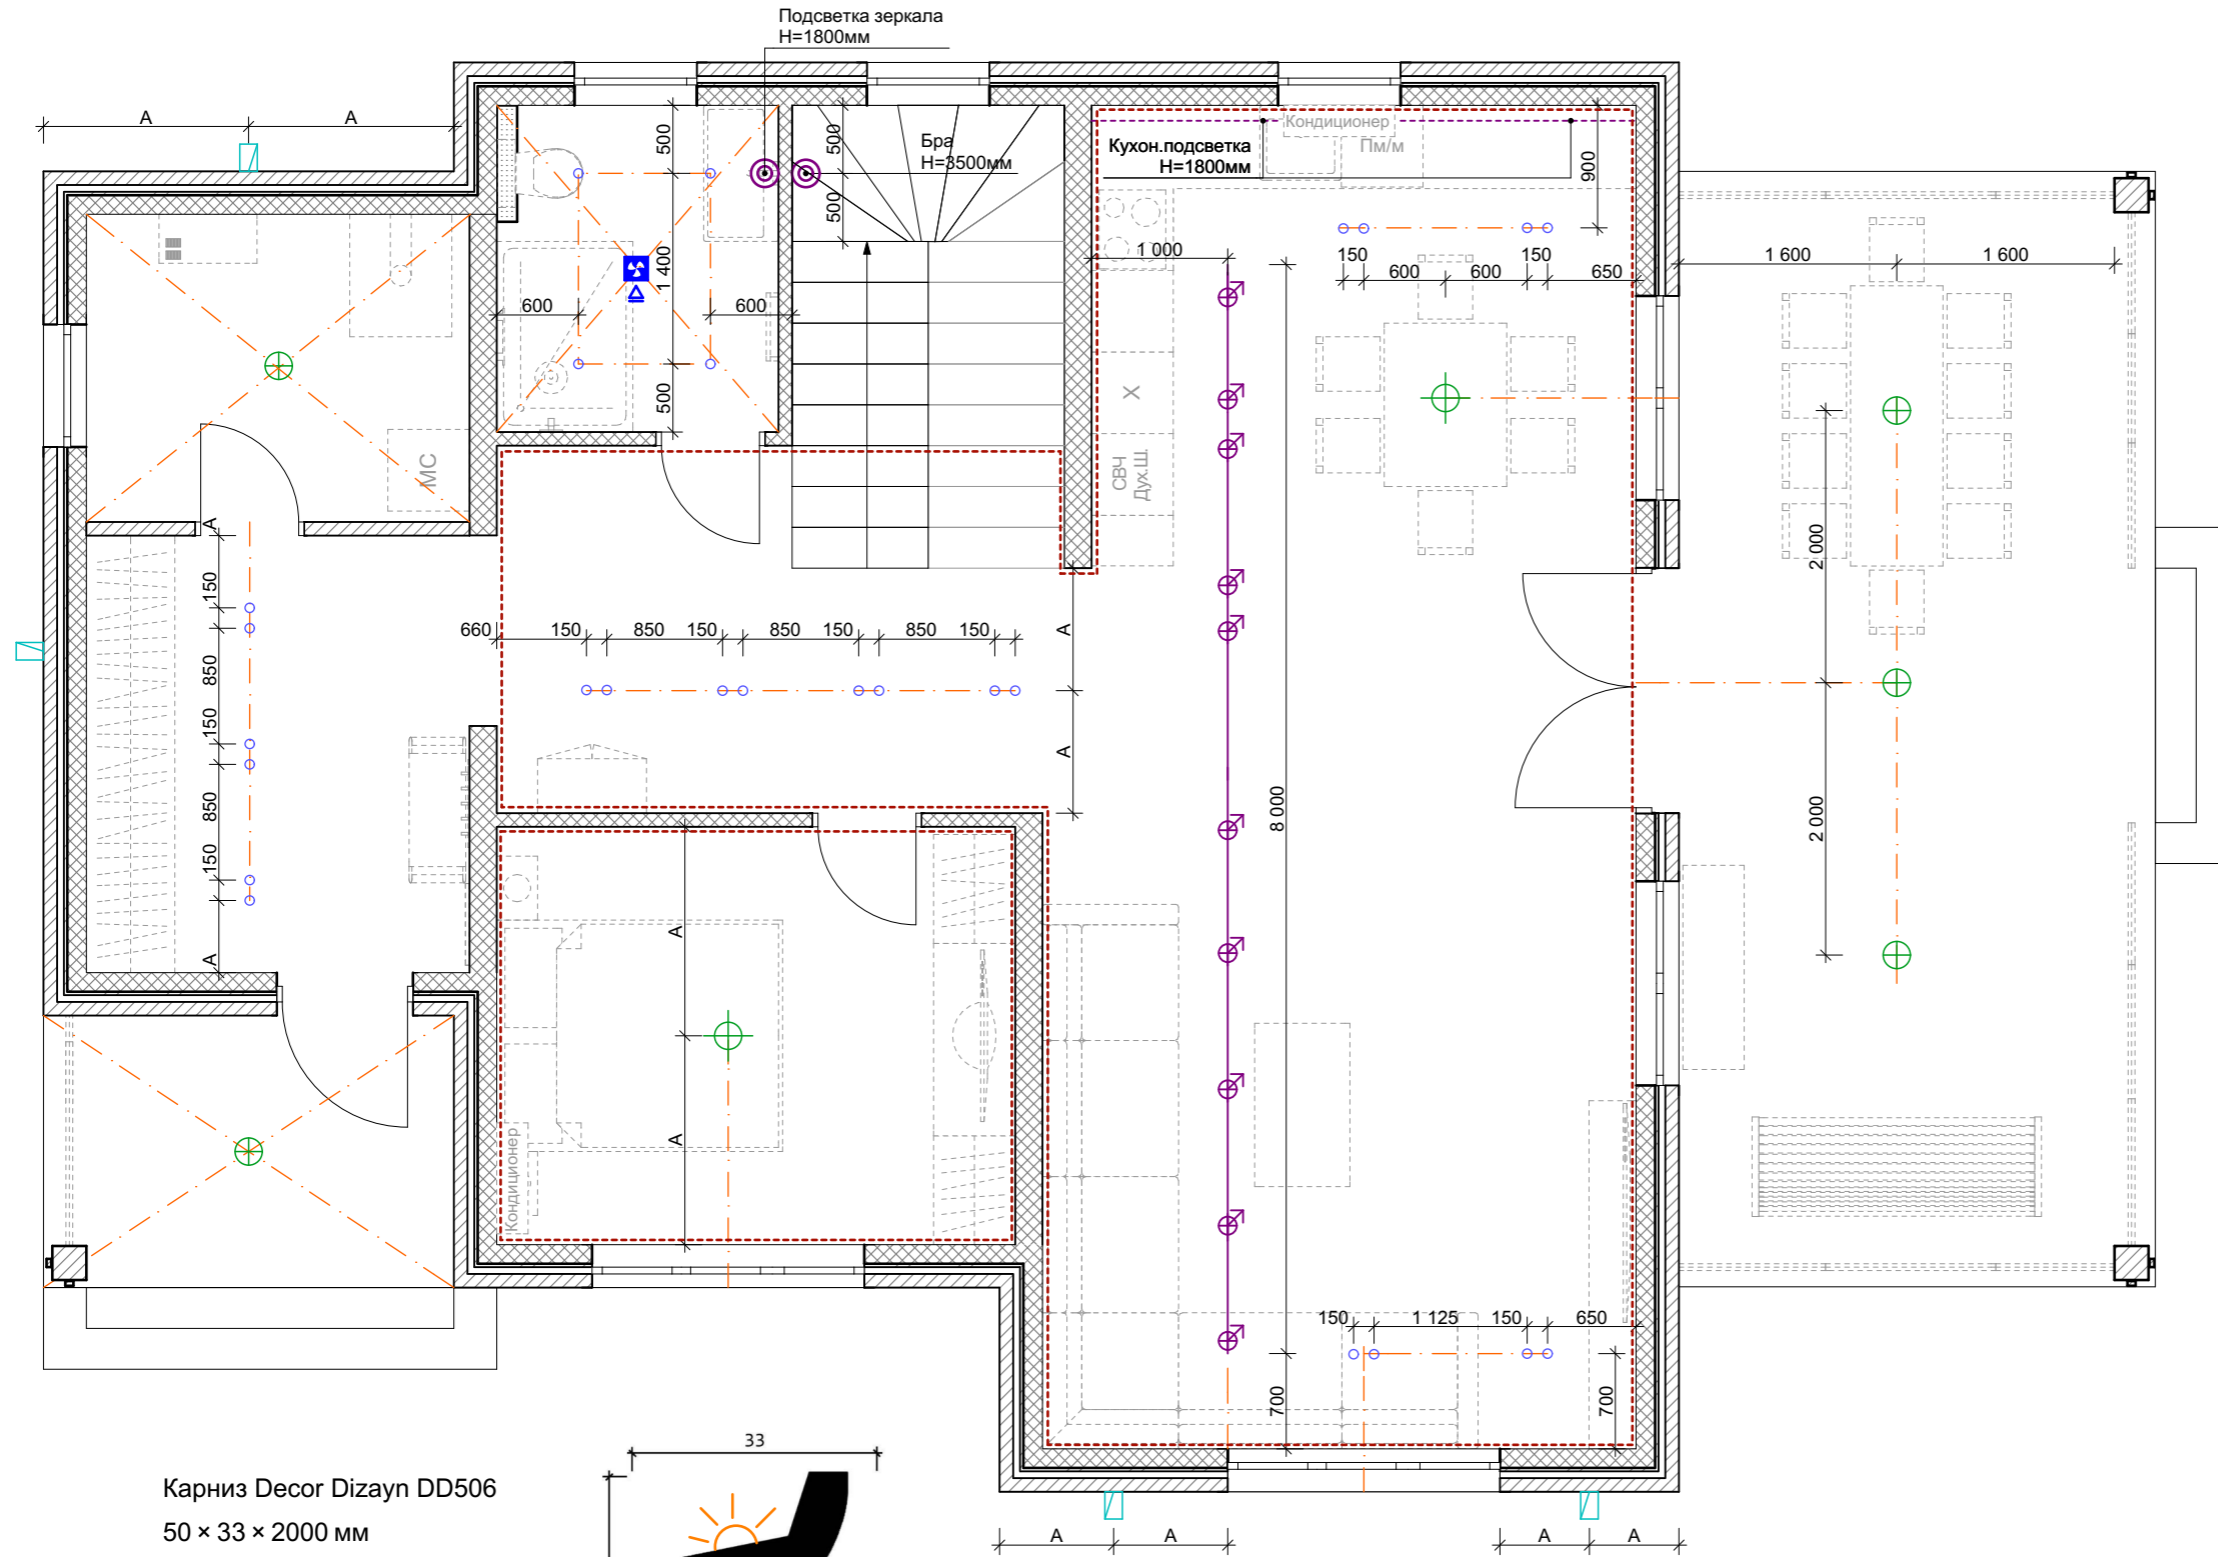 Подсветка зеркала
H=1800мм
A
A
500
500
Бра
H=3500мм
Кондиционер
Пм/м
Кухон.подсветка
H=1800мм
900
1 400
600
600
500
1 000
150
600
600
150
650
1 600
1 600
X
СВЧ
Дух.Ш.
МС
A
150
850
150
850
150
A
660
150
850
150
850
150
850
150
A
A
2 000
2 000
8 000
A
A
Кондиционер
150
1 125
150
650
700
700
33
Карниз Decor Dizayn DD506
50 × 33 × 2000 мм
A
A
A
A